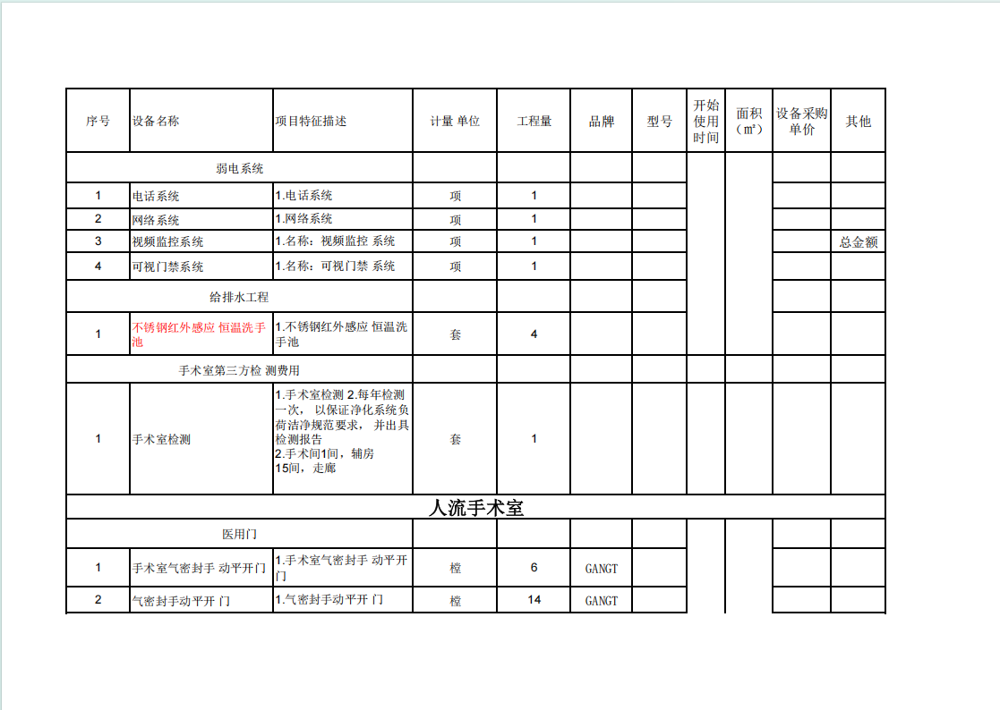 序号 设备名称 项目特征描述 计量 单位 工程量 品牌 型号 开始使用时间 面积（㎡） 设备采购单价 其他
弱电系统
1 电话系统 1.电话系统 项 1
2 网络系统 1.网络系统 项 1
3 视频监控系统 1.名称：视频监控 系统 项 1 总金额
4 可视门禁系统 1.名称：可视门禁 系统 项 1
给排水工程
1 不锈钢红外感应 恒温洗手池 1.不锈钢红外感应 恒温洗手池 套 4
手术室第三方检 测费用
1 手术室检测 1.手术室检测 2.每年检测一次， 以保证净化系统负荷洁净规范要求， 并出具检测报告
2.手术间1间，辅房
15间，走廊 套 1
人流手术室
医用门
1 手术室气密封手 动平开门 1.手术室气密封手 动平开门 樘 6 GANGT
2 气密封手动平开 门 1.气密封手动平开 门 樘 14 GANGT